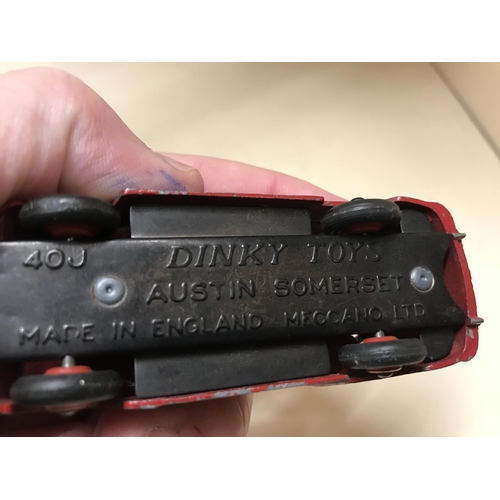 40J DINKY TOYS
AUSTIN SOMERSET
MADE IN ENGLAND MECCANO LTD